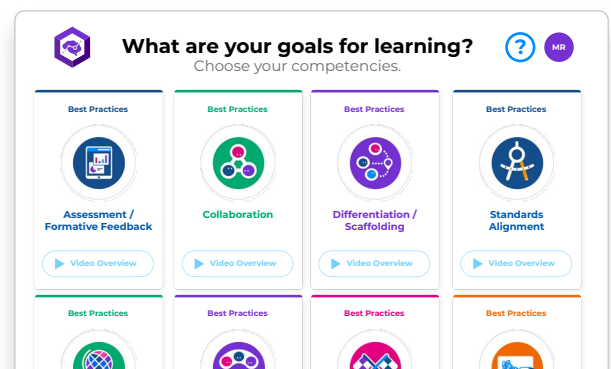 What are your goals for learning?
Choose your competencies.
?
MR
Best Practices
Assessment /
Formative Feedback
Video Overview
Best Practices
Collaboration
Video Overview
Best Practices
Differentiation /
Scaffolding
Video Overview
Best Practices
Standards
Alignment
Video Overview
Best Practices
Best Practices
Best Practices
Best Practices